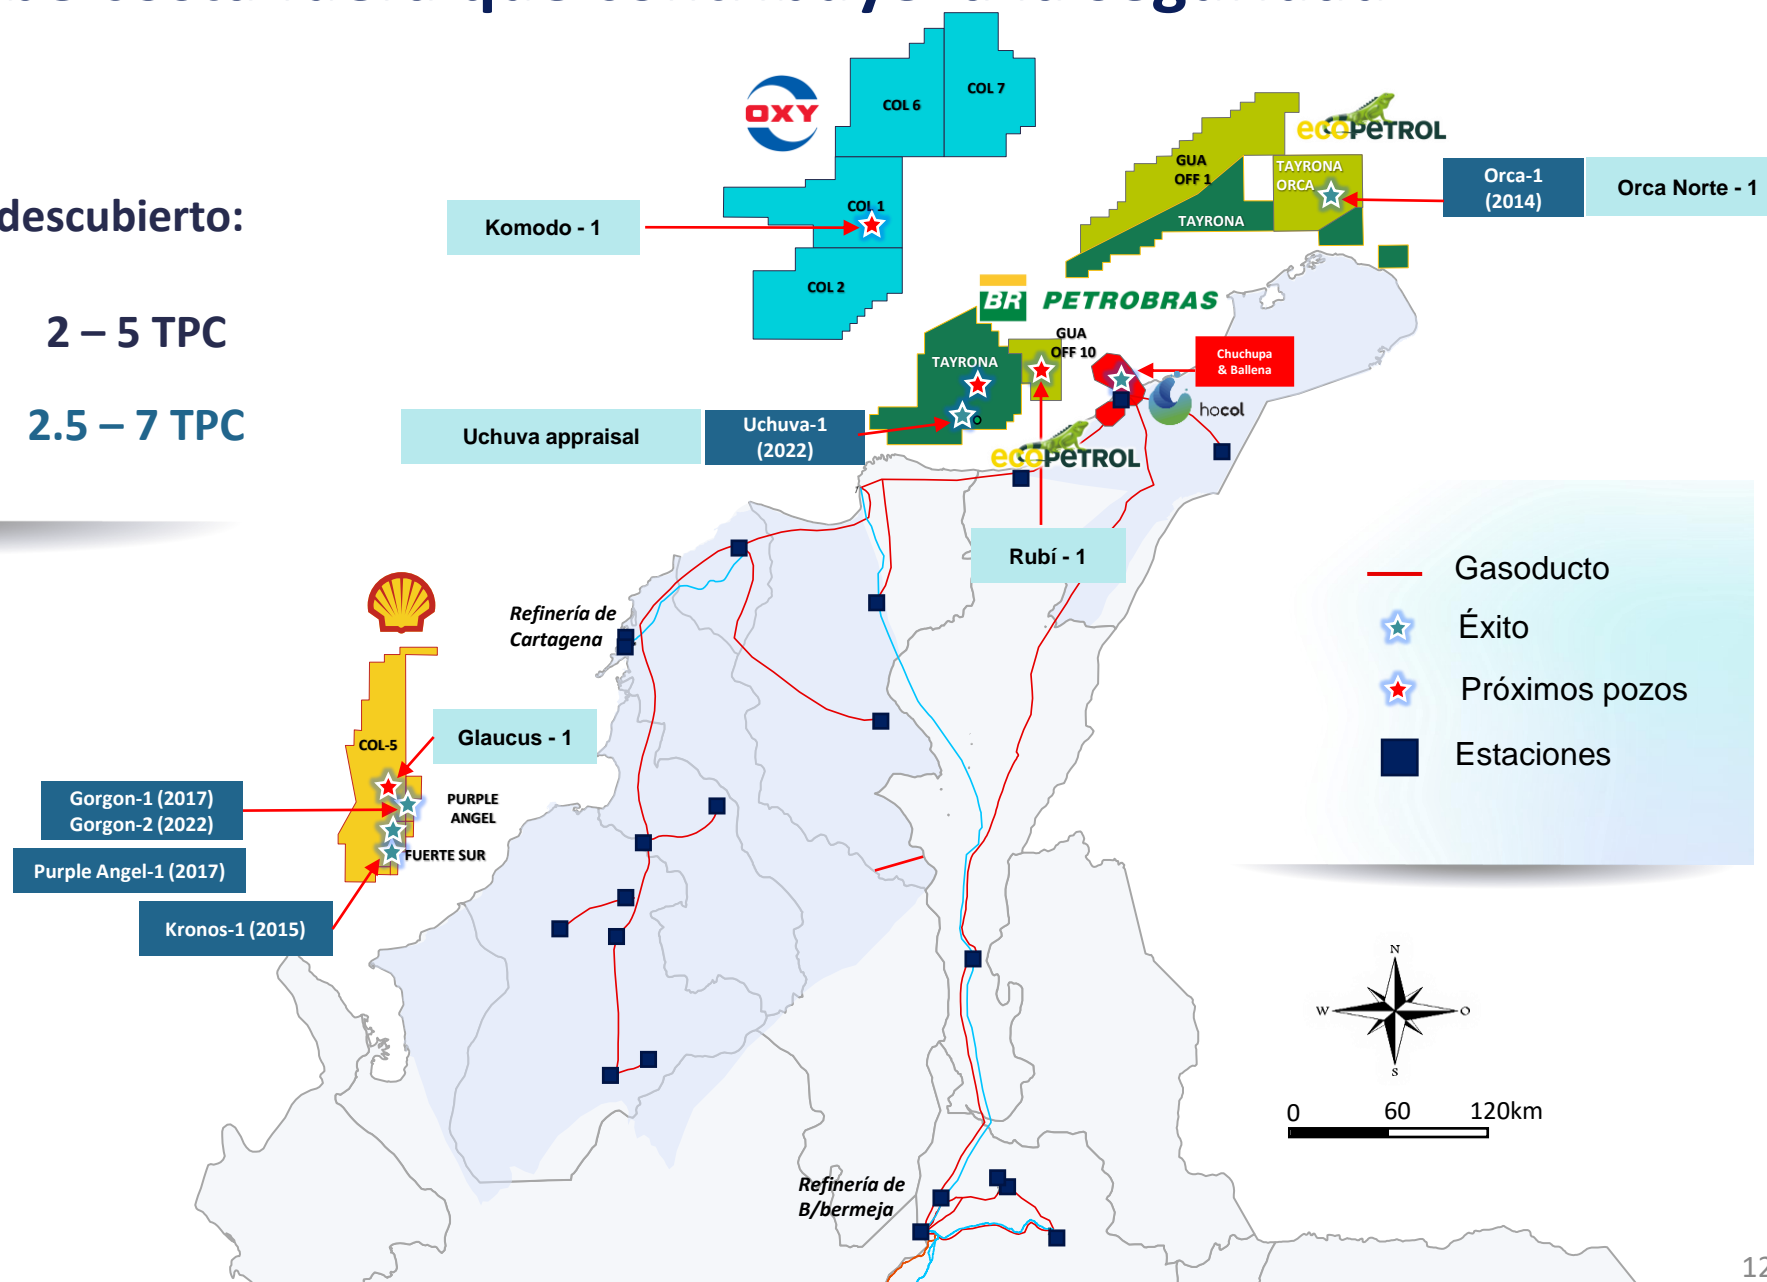 descubierto:
2 – 5 TPC
2.5 – 7 TPC
OXY
COL 6
COL 7
COL 1
COL 2
Komodo - 1
ecoPETROL
GUA
OFF 1
TAYRONA
ORCA
TAYRONA
Orca-1
(2014)
Orca Norte - 1
BR PETROBRAS
GUA
OFF 10
TAYRONA
Chuchupa
& Ballena
hocol
Uchuva appraisal
Uchuva-1
(2022)
ecoPETROL
Rubí - 1
Refinería de
Cartagena
COL-5
Glaucus - 1
Gorgon-1 (2017)
Gorgon-2 (2022)
PURPLE
ANGEL
FUERTE SUR
Purple Angel-1 (2017)
Kronos-1 (2015)
Gasoducto
Éxito
Próximos pozos
Estaciones
N
W
O
S
0 60 120km
Refinería de
B/bermeja
12